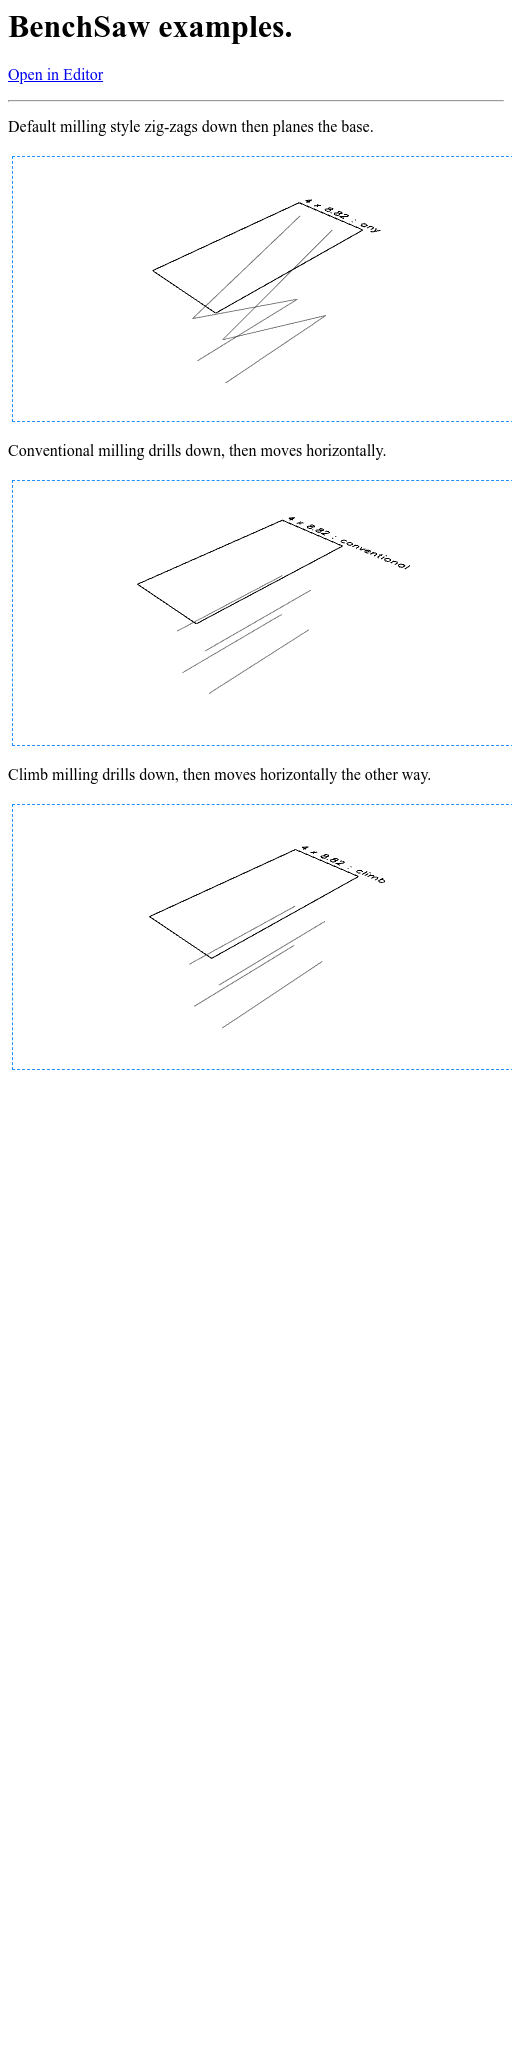 BenchSaw examples.
Open in Editor
Default milling style zig-zags down then planes the base.
4 x 8.82 : any
Conventional milling drills down, then moves horizontally.
4 x 8.82 : conventional
Climb milling drills down, then moves horizontally the other way.
4 x 8.82 : climb